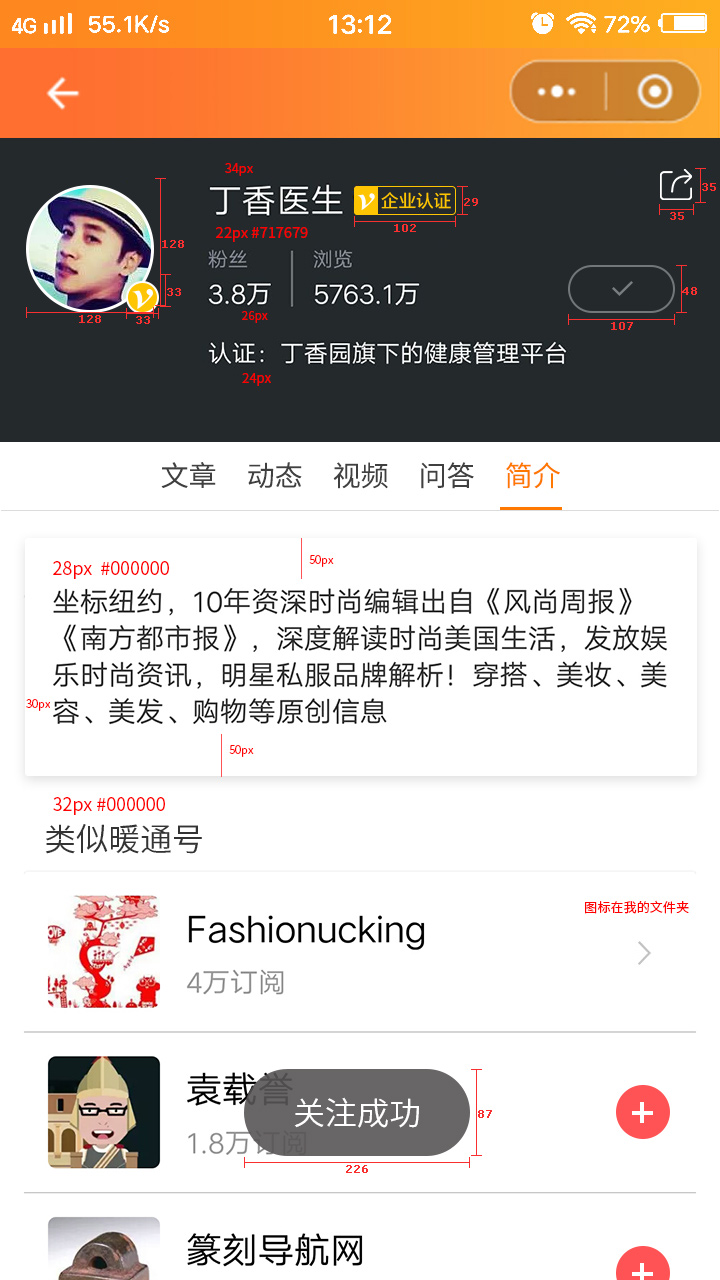 4G 55.1K/s 13:12 72%
34px
丁香医生 企业认证
29
35
35
102
22px #717679
粉丝 浏览
128
3.8万 5763.1万
33
48
26px
128
33
107
认证：丁香园旗下的健康管理平台
24px
文章 动态 视频 问答 简介
50px
28px #000000
坐标纽约，10年资深时尚编辑出自《风尚周报》
《南方都市报》，深度解读时尚美国生活，发放娱
乐时尚资讯，明星私服品牌解析！穿搭、美妆、美
30px
容、美发、购物等原创信息
50px
32px #000000
类似暖通号
图标在我的文件夹
Fashionucking
4万订阅
袁载誉
关注成功
87
1.8万订阅
226
篆刻导航网